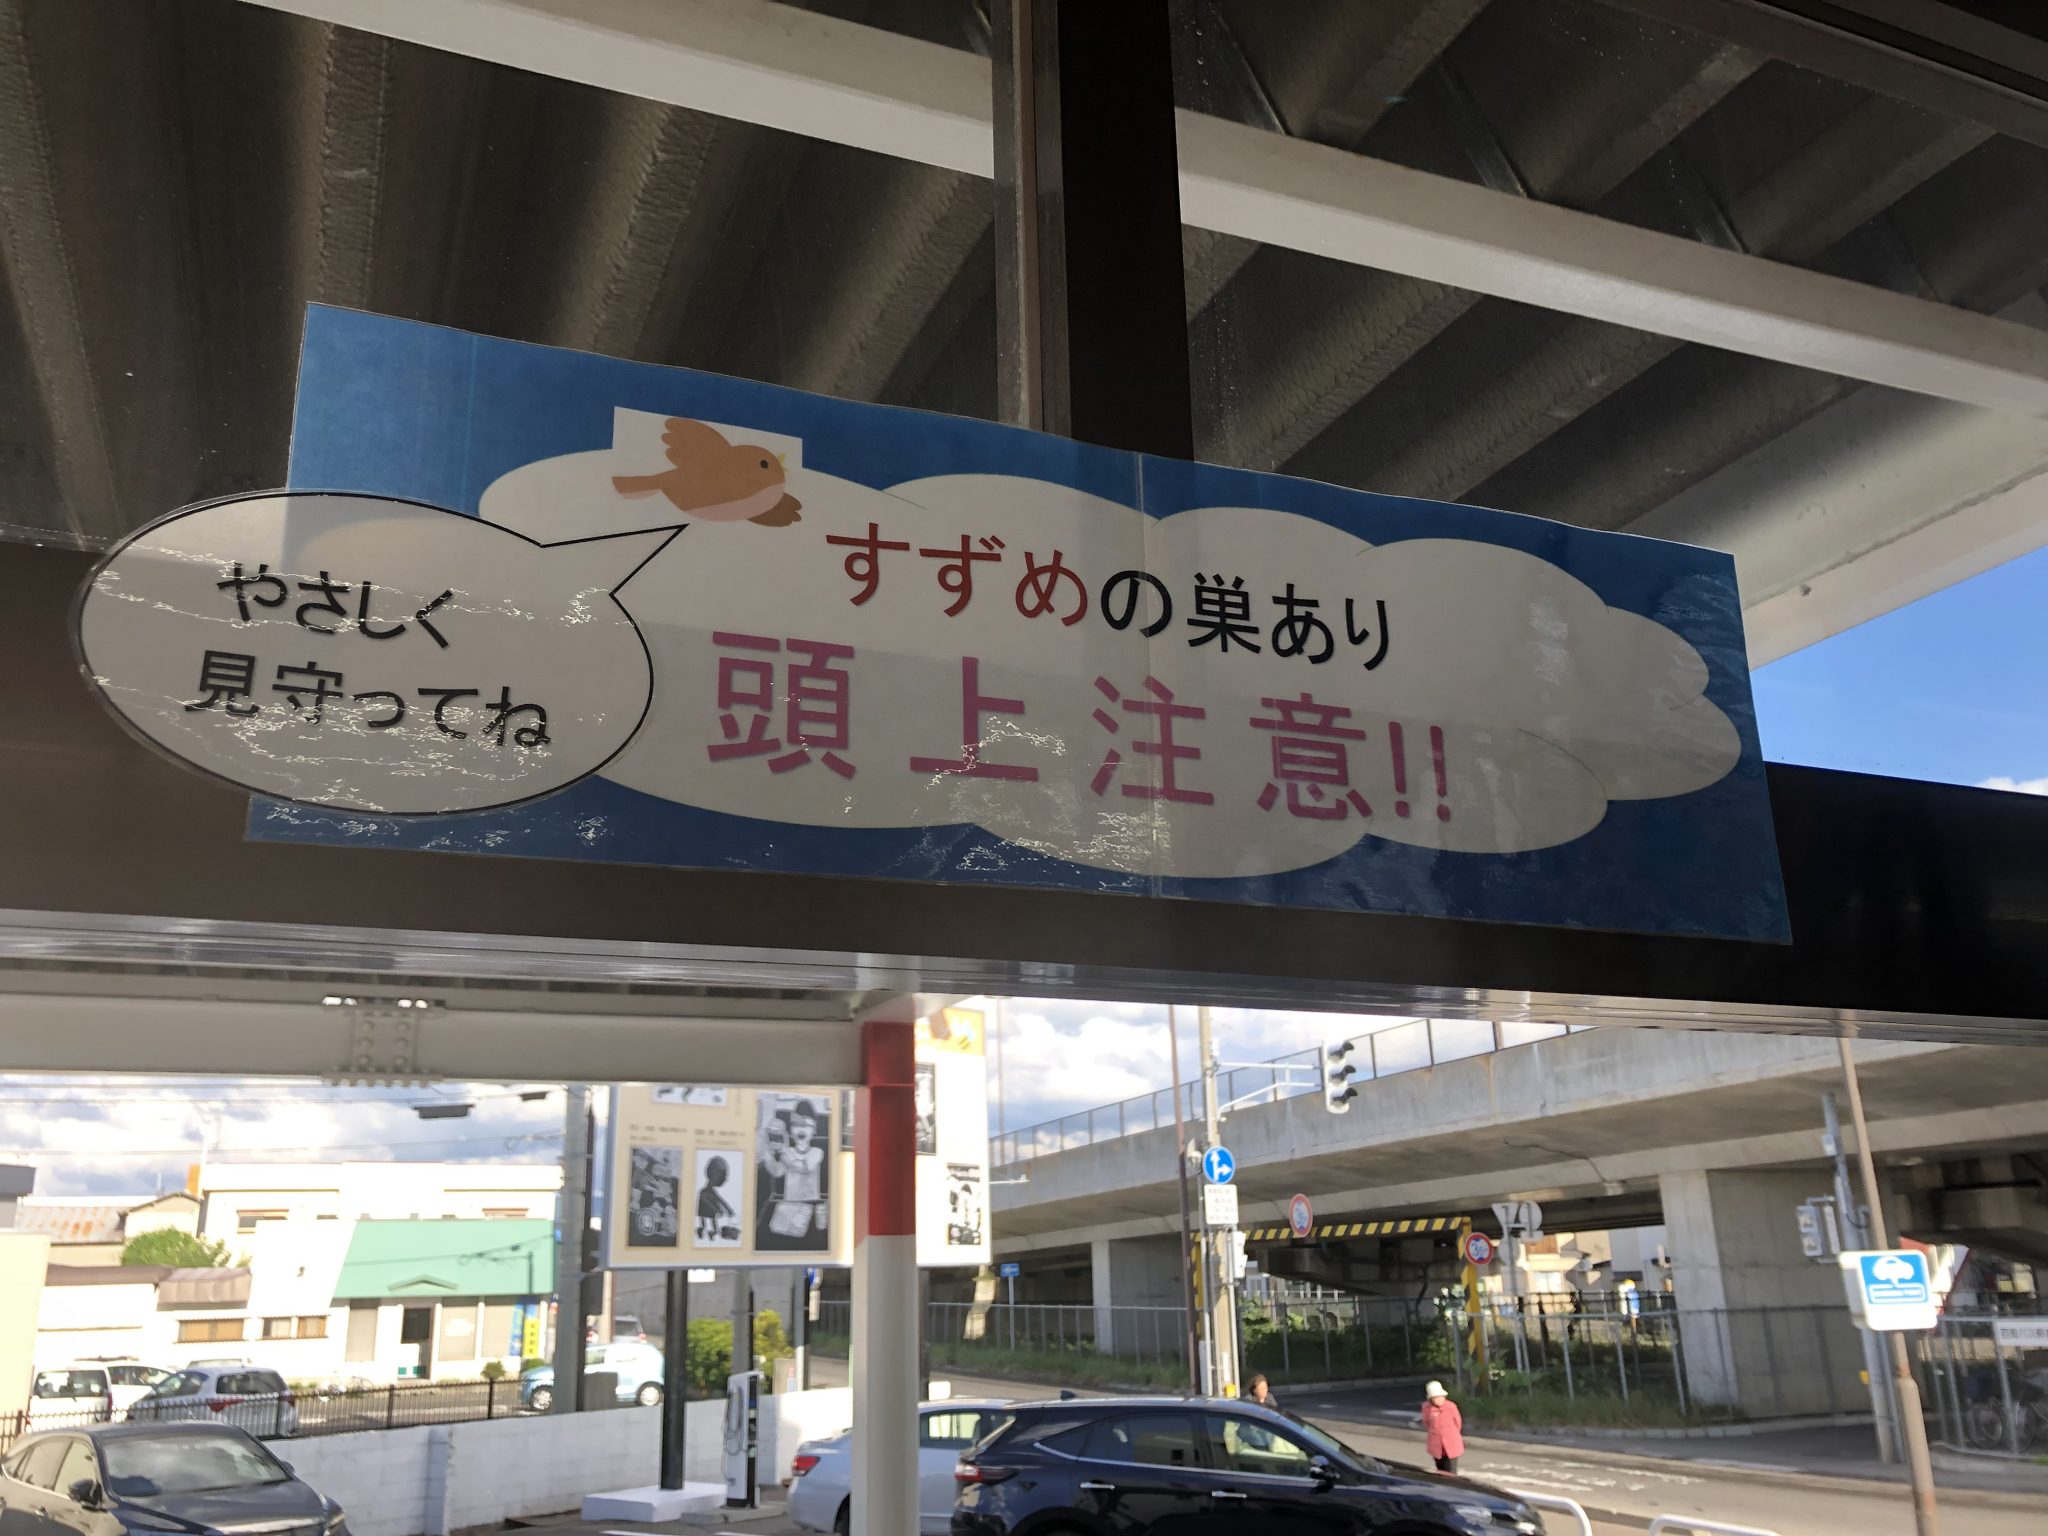 すずめの巣あり
頭上注意!!
やさしく
見守ってね